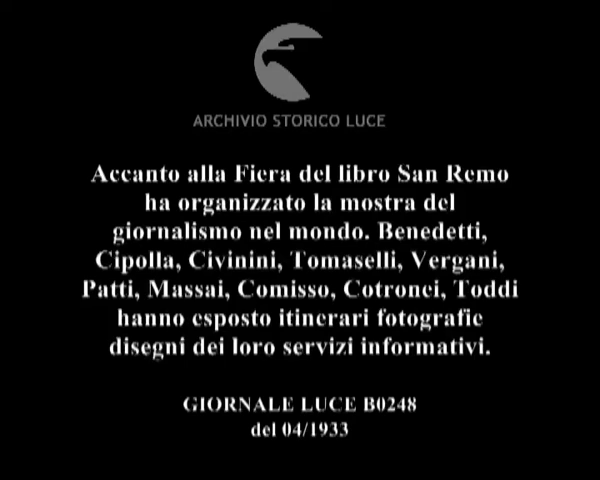 ARCHIVIO STORICO LUCE
Accanto alla Fiera del libro San Remo
ha organizzato la mostra del
giornalismo nel mondo. Benedetti,
Cipolla, Civinini, Tomaselli, Vergani,
Patti, Massai, Comisso, Cotronei, Toddi
hanno esposto itinerari fotografie
disegni dei loro servizi informativi.
GIORNALE LUCE B0248
del 04/1933